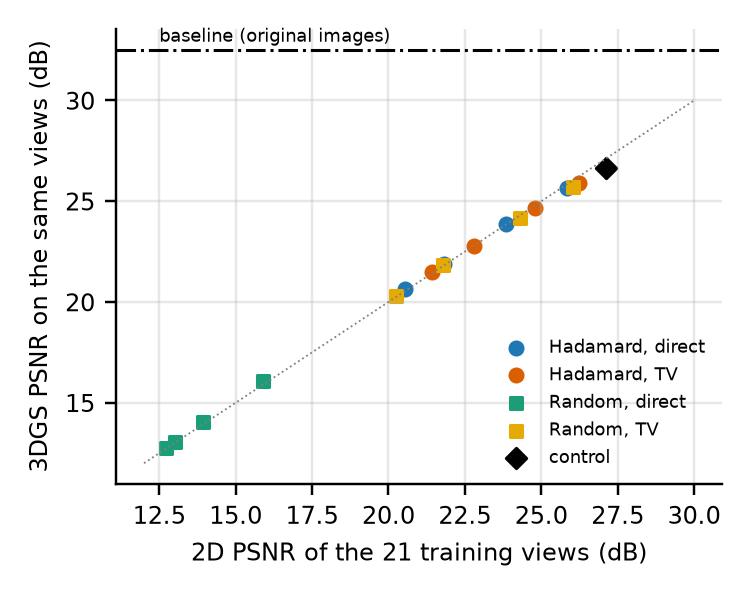 baseline (original images)
3DGS PSNR on the same views (dB)
30
25
20
15
Hadamard, direct
Hadamard, TV
Random, direct
Random, TV
control
12.5 15.0 17.5 20.0 22.5 25.0 27.5 30.0
2D PSNR of the 21 training views (dB)